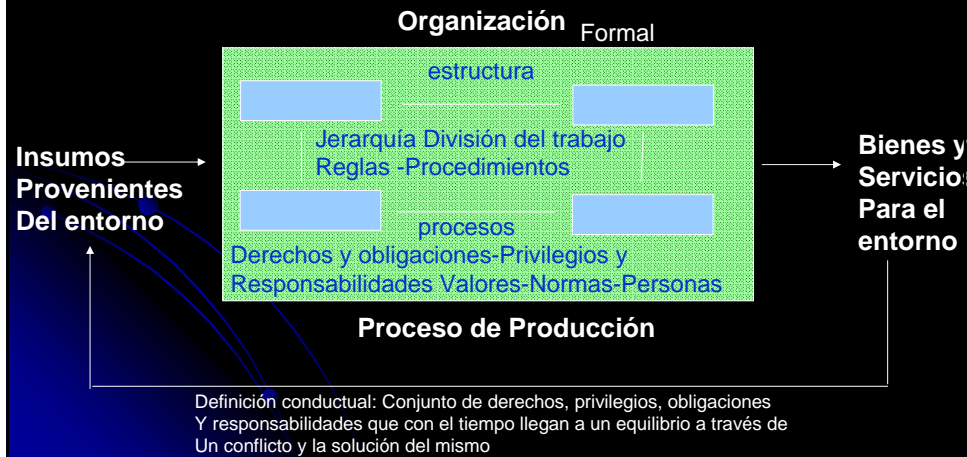 Organización
Formal
estructura
Jerarquía División del trabajo
Reglas -Procedimientos
Insumos
Provenientes
Del entorno
Bienes y
Servicios
Para el
entorno
procesos
Derechos y obligaciones-Privilegios y
Responsabilidades Valores-Normas-Personas
Proceso de Producción
Definición conductual: Conjunto de derechos, privilegios, obligaciones
Y responsabilidades que con el tiempo llegan a un equilibrio a través de
Un conflicto y la solución del mismo